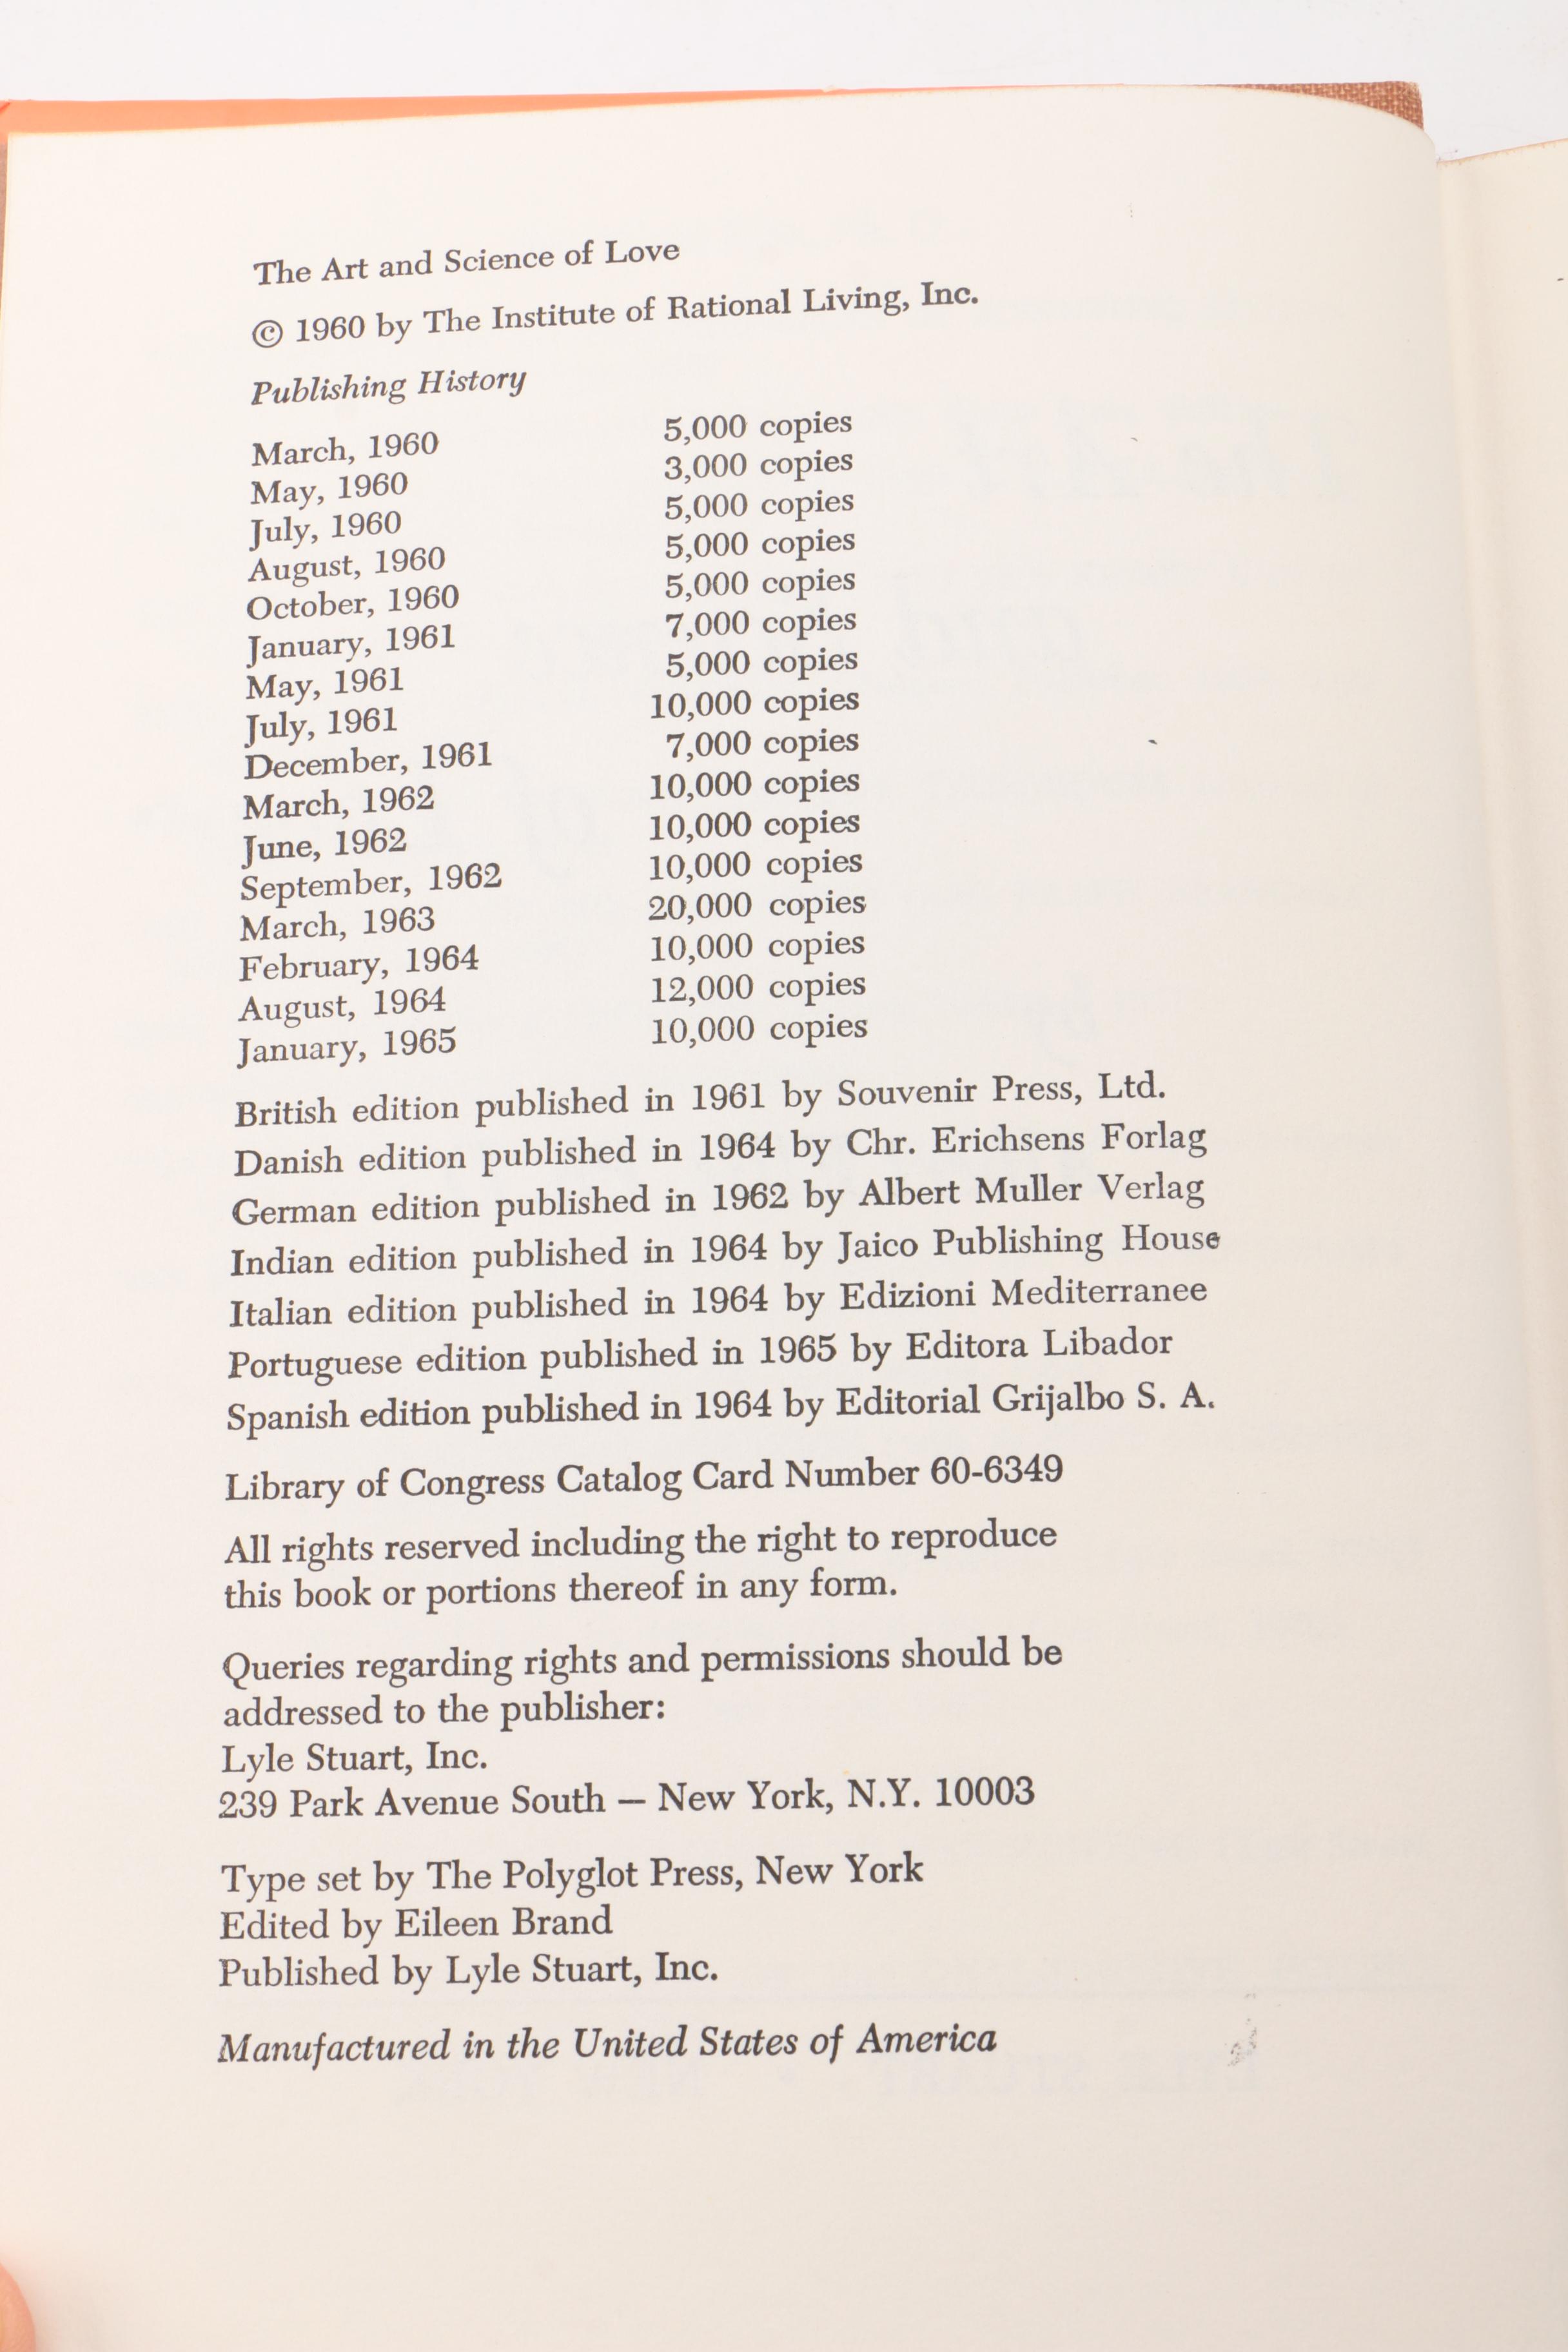 The Art and Science of Love
© 1960 by The Institute of Rational Living, Inc.
Publishing History
March, 1960 5,000 copies
May, 1960 3,000 copies
July, 1960 5,000 copies
August, 1960 5,000 copies
October, 1960 5,000 copies
January, 1961 7,000 copies
May, 1961 5,000 copies
July, 1961 10,000 copies
December, 1961 7,000 copies
March, 1962 10,000 copies
June, 1962 10,000 copies
September, 1962 10,000 copies
March, 1963 20,000 copies
February, 1964 10,000 copies
August, 1964 12,000 copies
January, 1965 10,000 copies
British edition published in 1961 by Souvenir Press, Ltd.
Danish edition published in 1964 by Chr. Erichsens Forlag
German edition published in 1962 by Albert Muller Verlag
Indian edition published in 1964 by Jaico Publishing House
Italian edition published in 1964 by Edizioni Mediterranee
Portuguese edition published in 1965 by Editora Libador
Spanish edition published in 1964 by Editorial Grijalbo S. A.
Library of Congress Catalog Card Number 60-6349
All rights reserved including the right to reproduce
this book or portions thereof in any form.
Queries regarding rights and permissions should be
addressed to the publisher:
Lyle Stuart, Inc.
239 Park Avenue South — New York, N.Y. 10003
Type set by The Polyglot Press, New York
Edited by Eileen Brand
Published by Lyle Stuart, Inc.
Manufactured in the United States of America